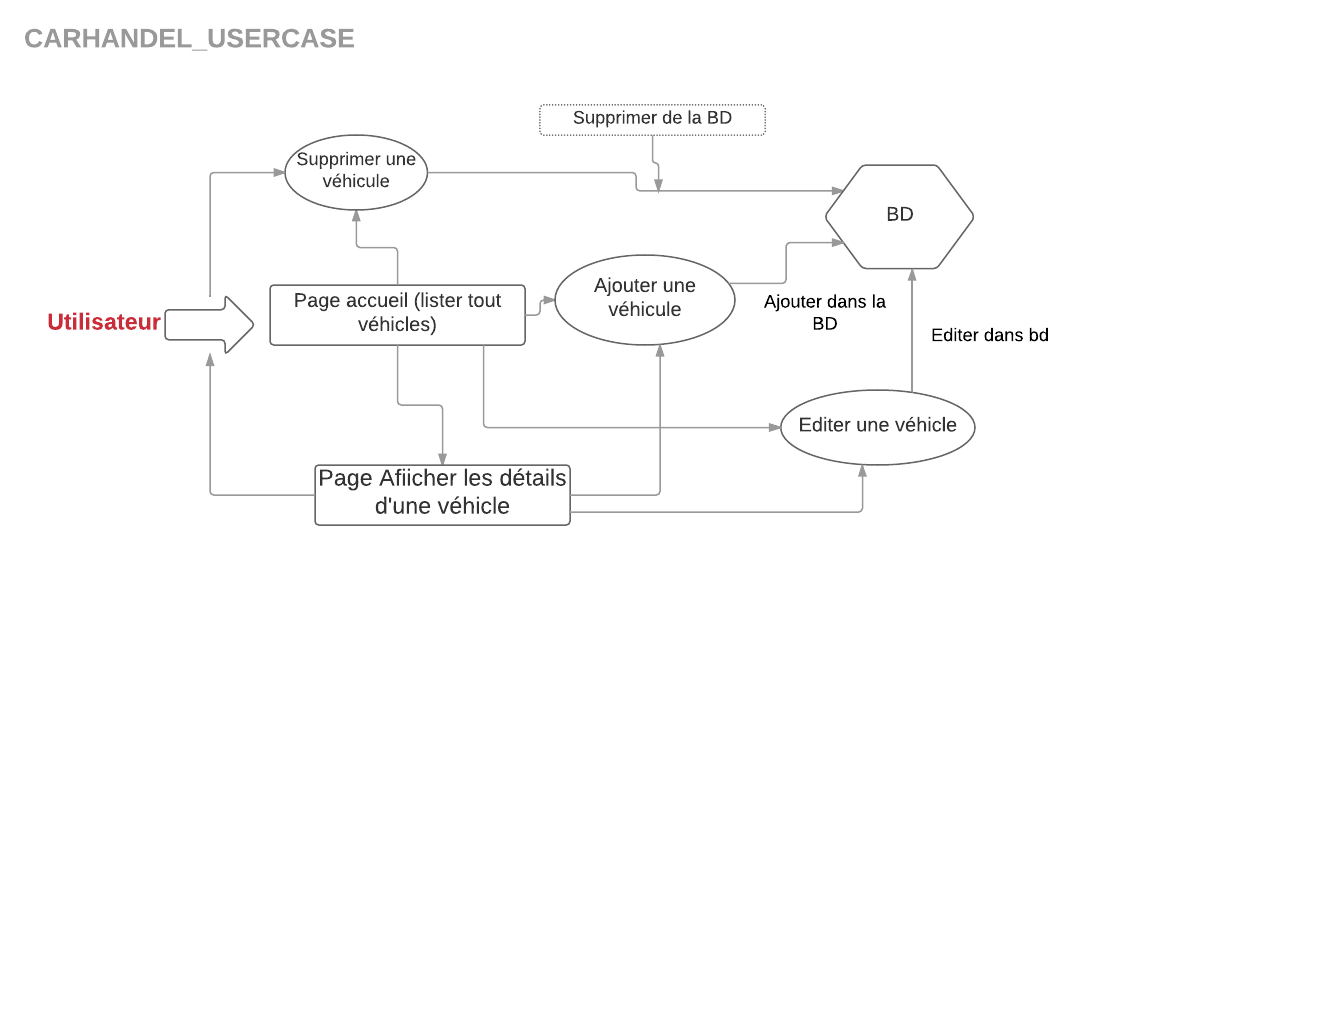 CARHANDEL_USERCASE
Supprimer de la BD
Supprimer une
véhicule
BD
Ajouter une
véhicule
Page accueil (lister tout
véhicles)
Utilisateur
Ajouter dans la
BD
Editer dans bd
Editer une véhicle
Page Afiicher les détails
d'une véhicle